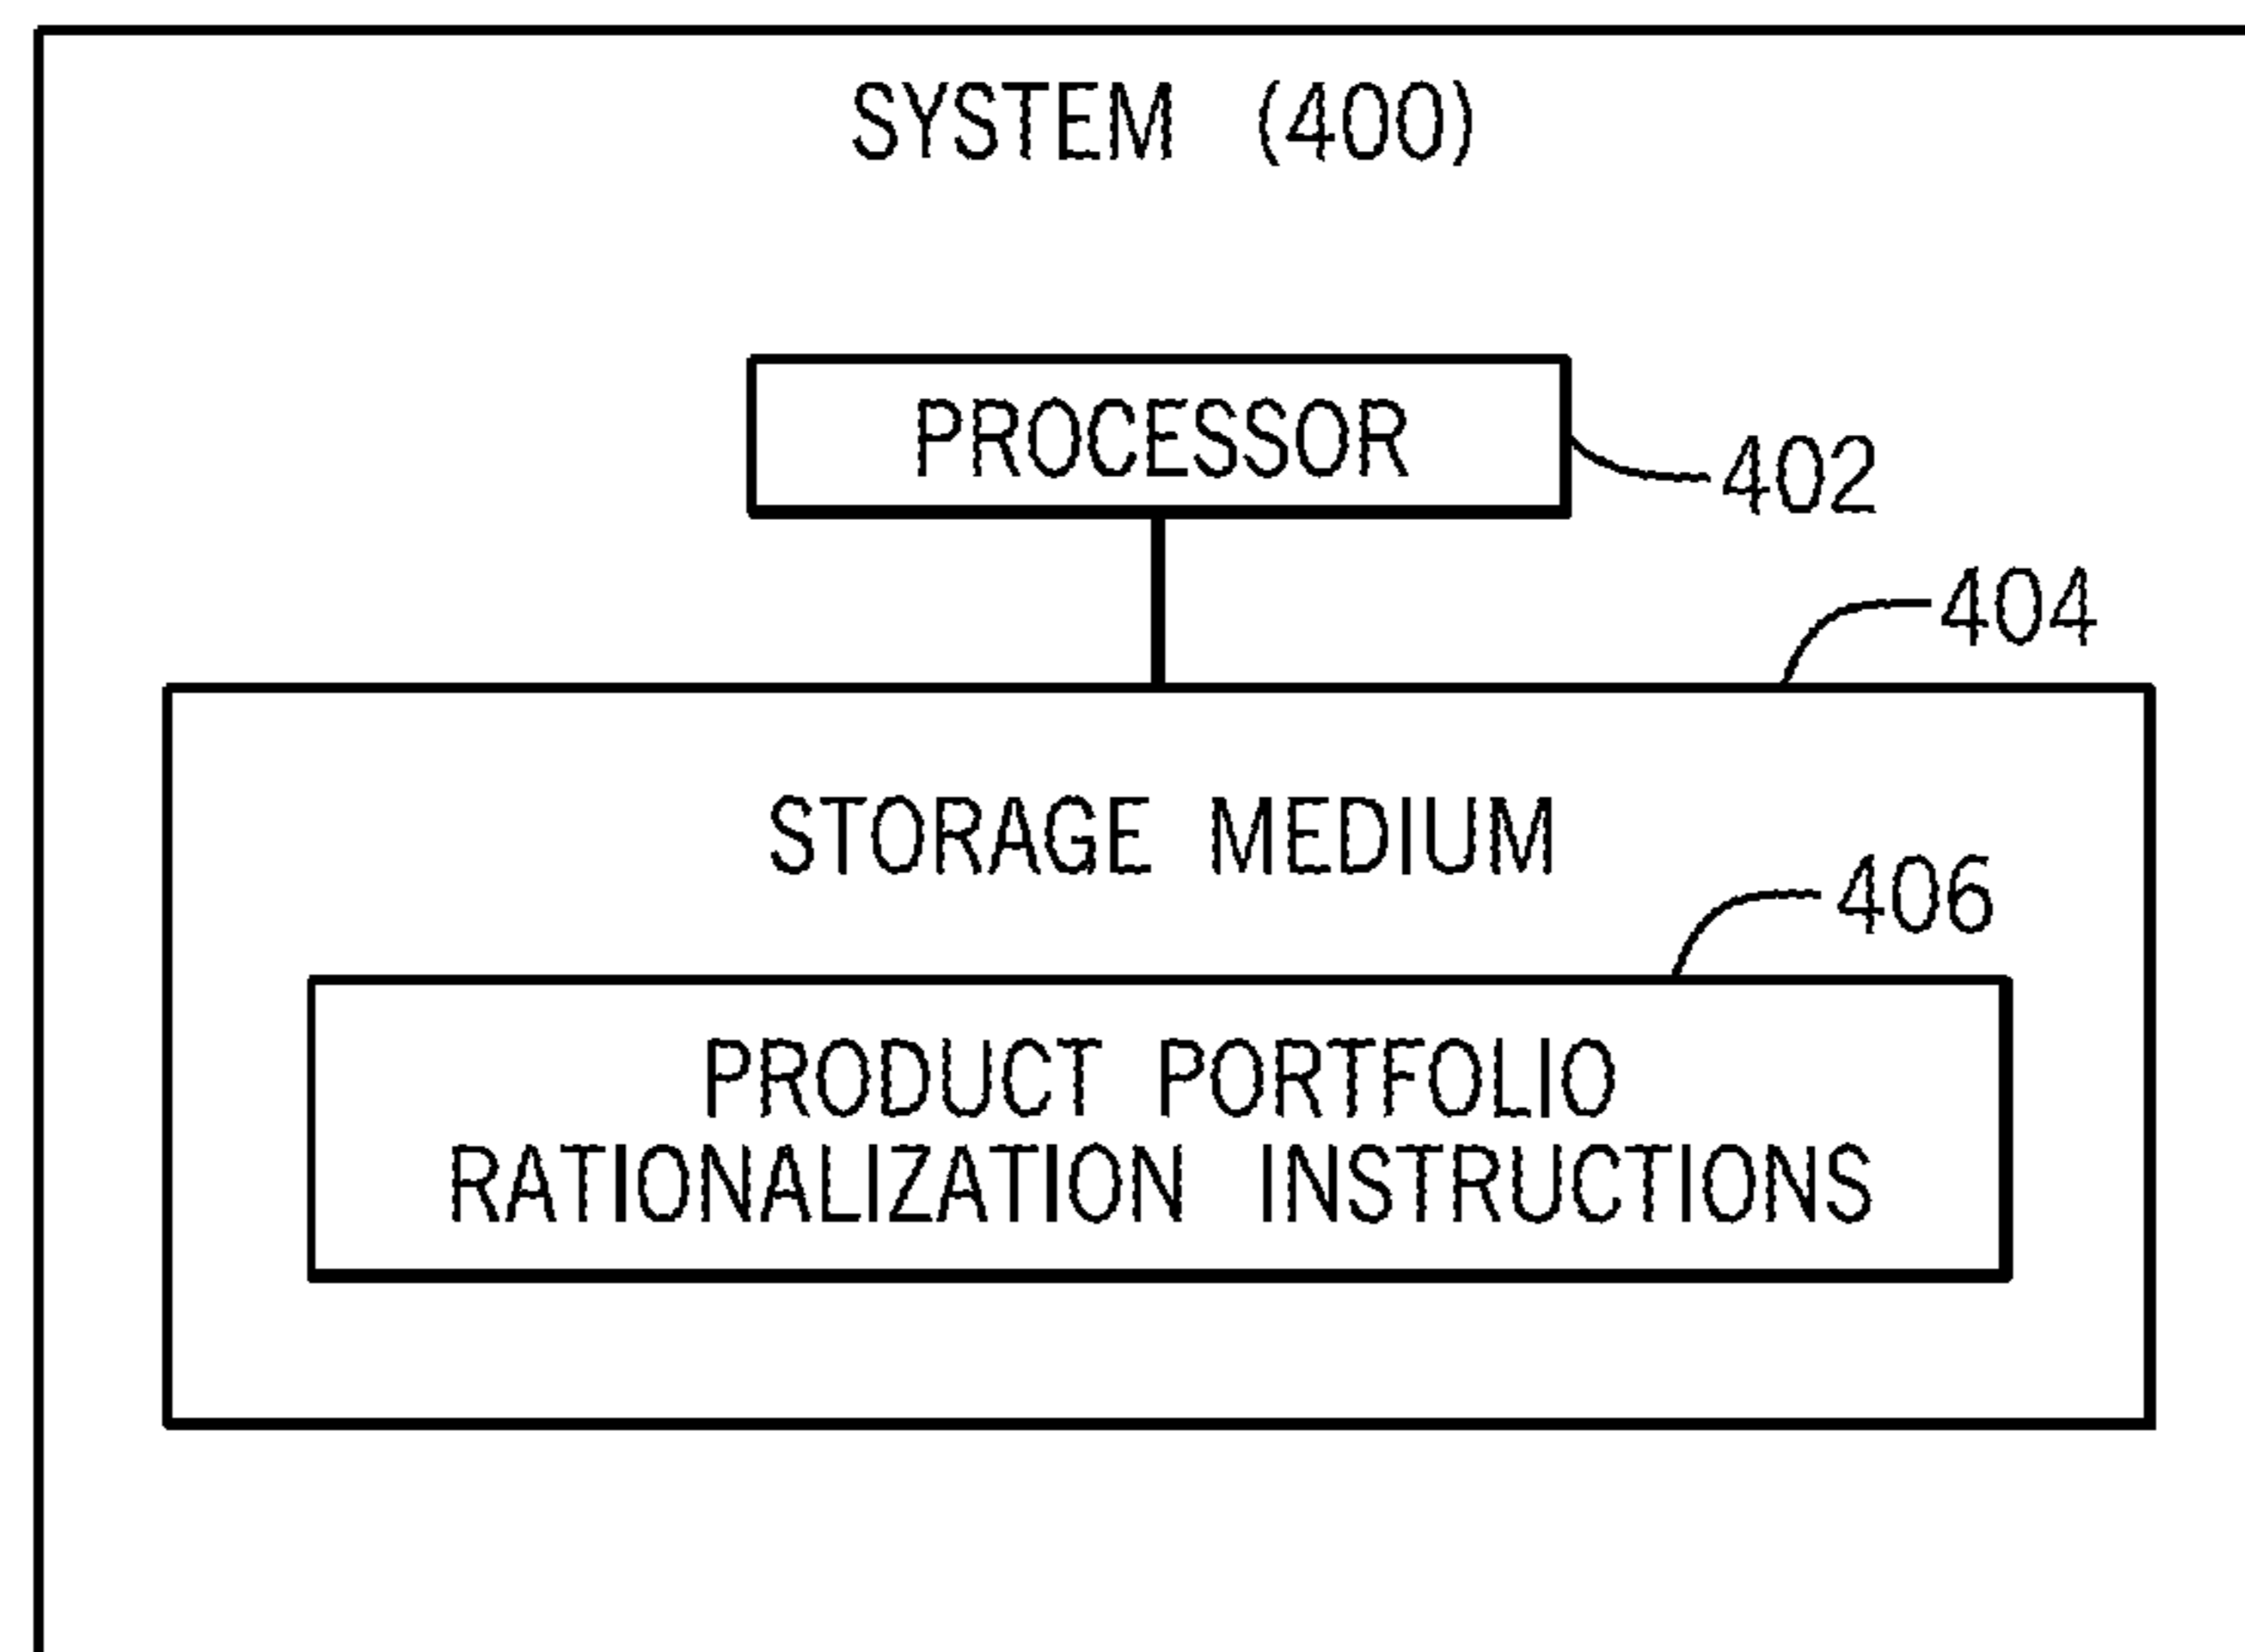 SYSTEM (400)
PROCESSOR
402
404
STORAGE MEDIUM
406
PRODUCT PORTFOLIO
RATIONALIZATION INSTRUCTIONS